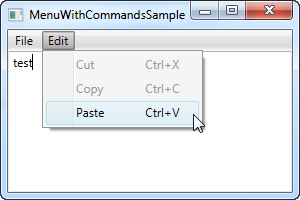 MenuWithCommandsSample
File Edit
test
Cut Ctrl+X
Copy Ctrl+C
Paste Ctrl+V